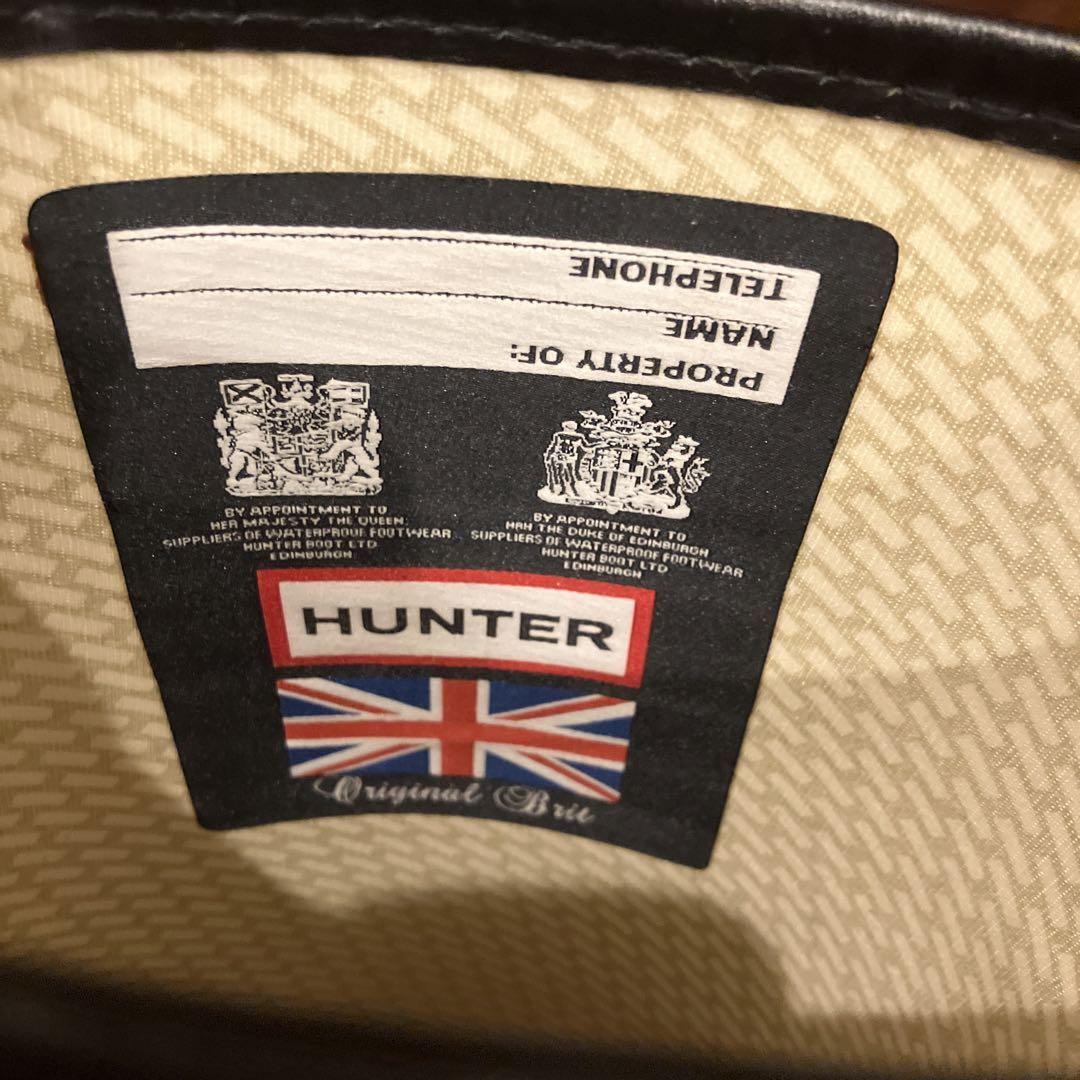 TELEPHONE
NAME
PROPERTY OF:
BY APPOINTMENT TO
HER MAJESTY THE QUEEN
SUPPLIERS OF WATERPROOF FOOTWEAR
HUNTER BOOT LTD
EDINBURGH
BY APPOINTMENT TO
HRH THE DUKE OF EDINBURGH
SUPPLIERS OF WATERPROOF FOOTWEAR
HUNTER BOOT LTD
EDINBURGH
HUNTER
Original Brit